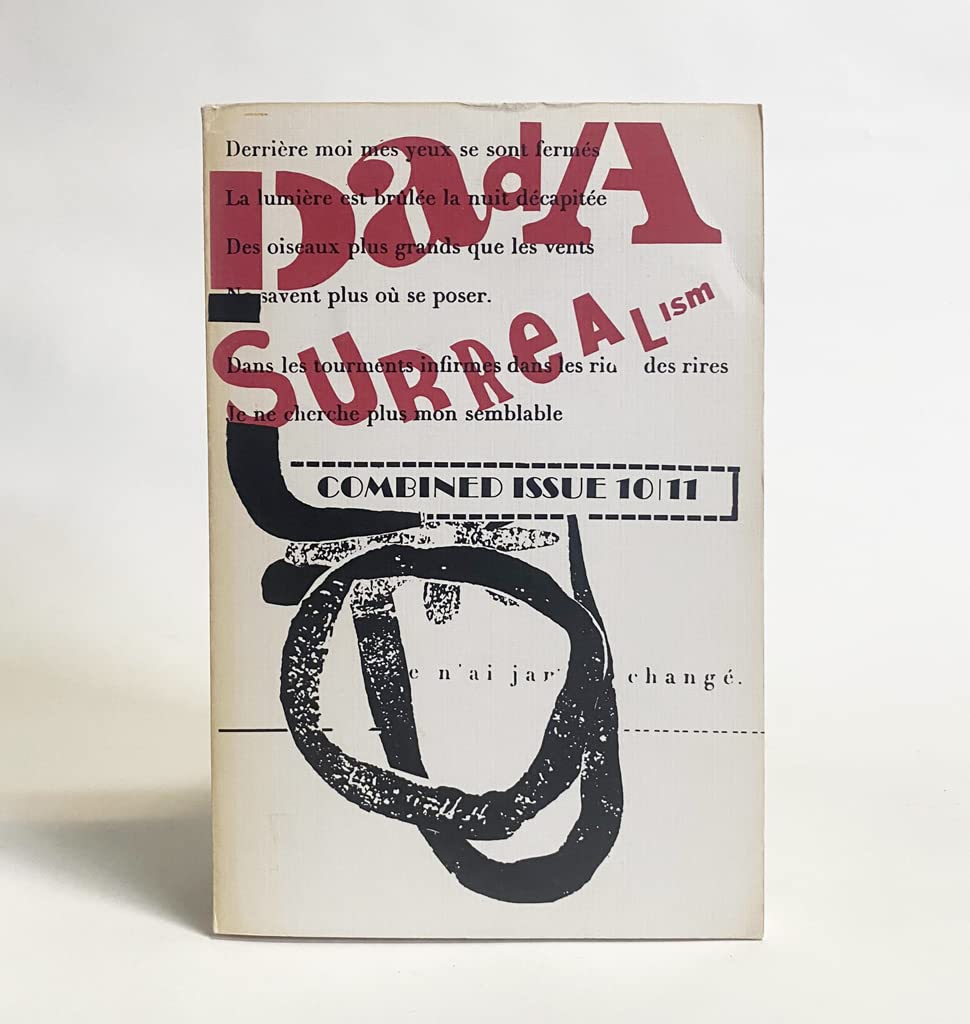 Derrière moi mes yeux se sont fermés
DadA
La lumière est brûlée la nuit décapitée
Des oiseaux plus grands que les vents
Ne savent plus où se poser.
SURREALism
Dans les tourments infirmes dans les des rires
Je ne cherche plus mon semblable
COMBINED ISSUE 10|11
n'ai changé.